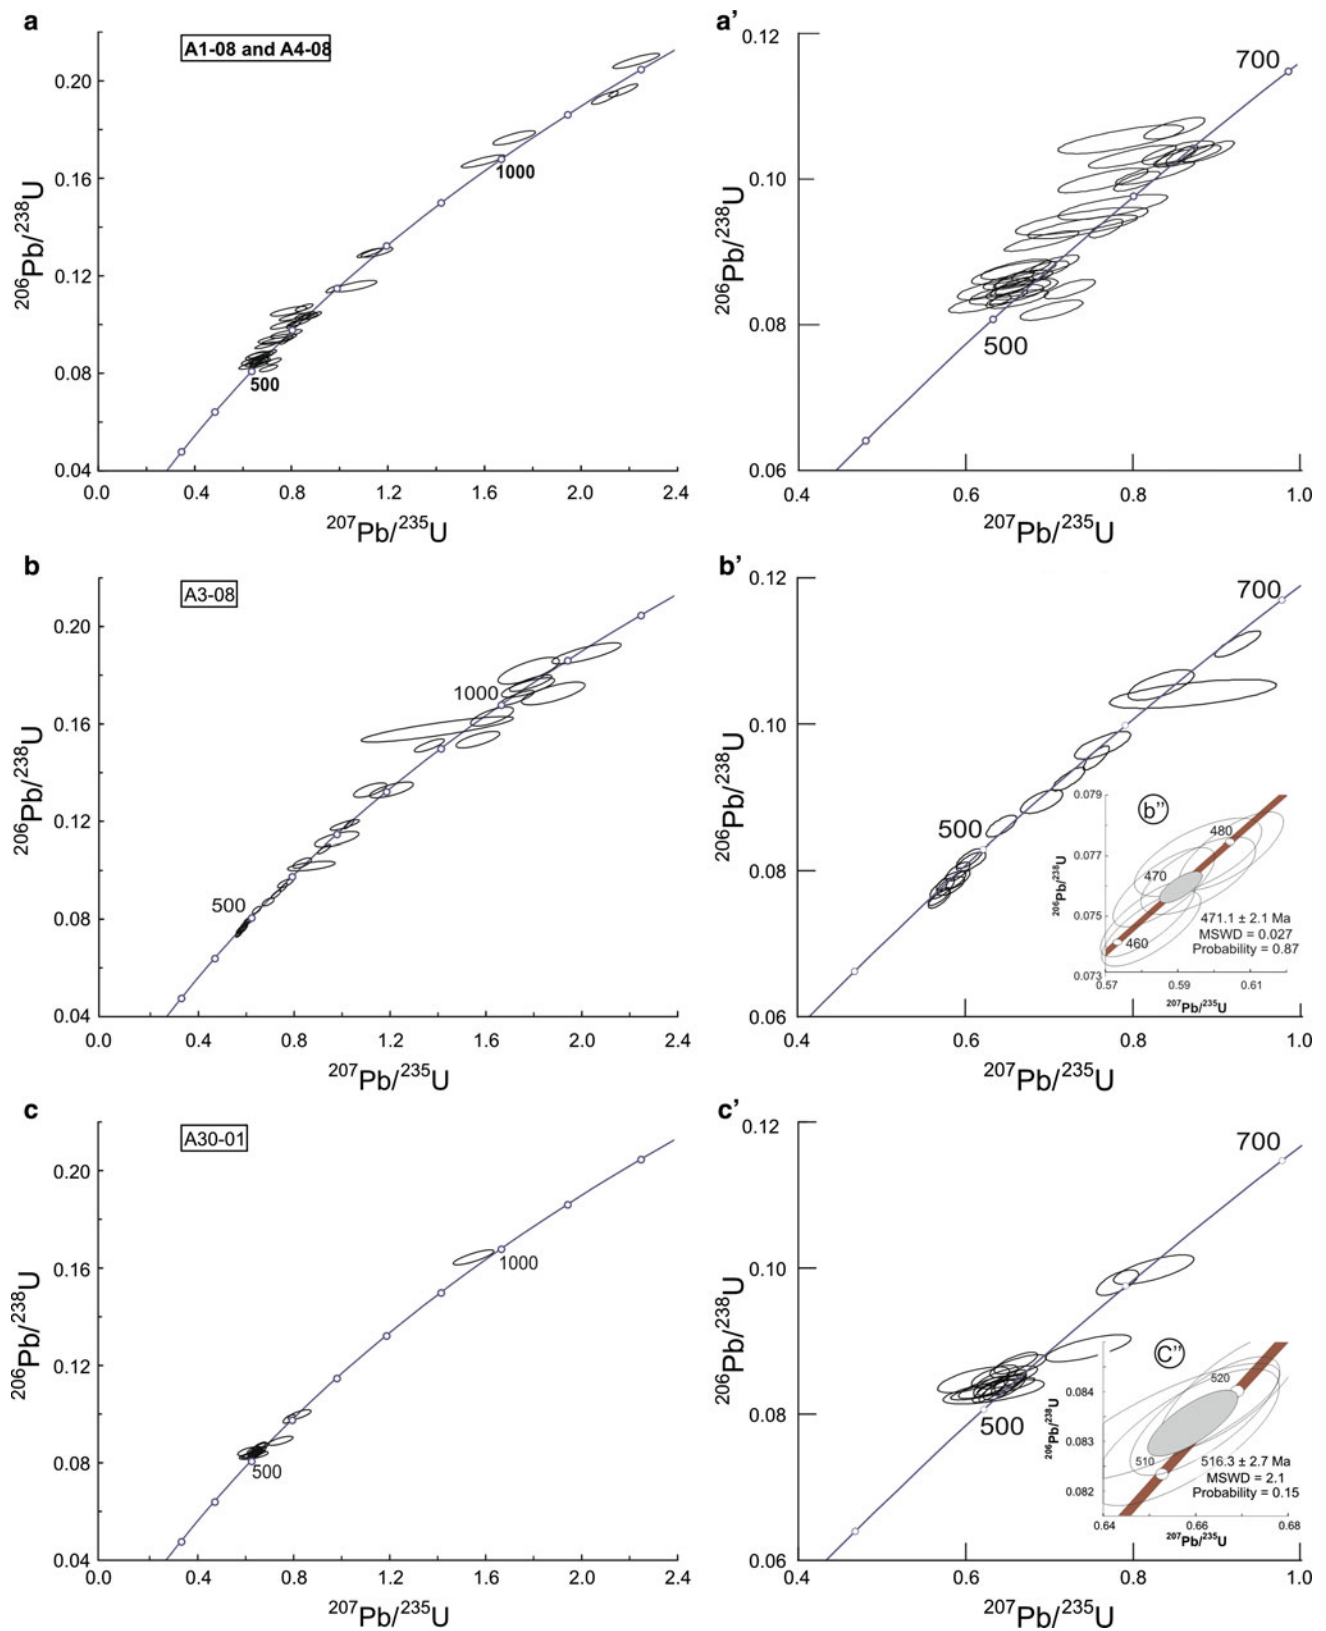 a
A1-08 and A4-08
0.20
0.16
0.12
0.08
0.04
1000
500
0.0 0.4 0.8 1.2 1.6 2.0 2.4
²⁰⁶Pb/²³⁸U
²⁰⁷Pb/²³⁵U
a'
0.12
0.10
0.08
0.06
700
500
0.4 0.6 0.8 1.0
²⁰⁶Pb/²³⁸U
²⁰⁷Pb/²³⁵U
b
A3-08
0.20
0.16
0.12
0.08
0.04
1000
500
0.0 0.4 0.8 1.2 1.6 2.0 2.4
²⁰⁶Pb/²³⁸U
²⁰⁷Pb/²³⁵U
b'
0.12
0.10
0.08
0.06
700
500
0.4 0.6 0.8 1.0
²⁰⁶Pb/²³⁸U
²⁰⁷Pb/²³⁵U
b''
0.079
0.077
0.075
0.073
480
470
460
471.1 ± 2.1 Ma
MSWD = 0.027
Probability = 0.87
0.57 0.59 0.61
²⁰⁶Pb/²³⁸U
²⁰⁷Pb/²³⁵U
c
A30-01
0.20
0.16
0.12
0.08
0.04
1000
500
0.0 0.4 0.8 1.2 1.6 2.0 2.4
²⁰⁶Pb/²³⁸U
²⁰⁷Pb/²³⁵U
c'
0.12
0.10
0.08
0.06
700
500
0.4 0.6 0.8 1.0
²⁰⁶Pb/²³⁸U
²⁰⁷Pb/²³⁵U
C''
0.084
0.083
0.082
520
510
516.3 ± 2.7 Ma
MSWD = 2.1
Probability = 0.15
0.64 0.66 0.68
²⁰⁶Pb/²³⁸U
²⁰⁷Pb/²³⁵U